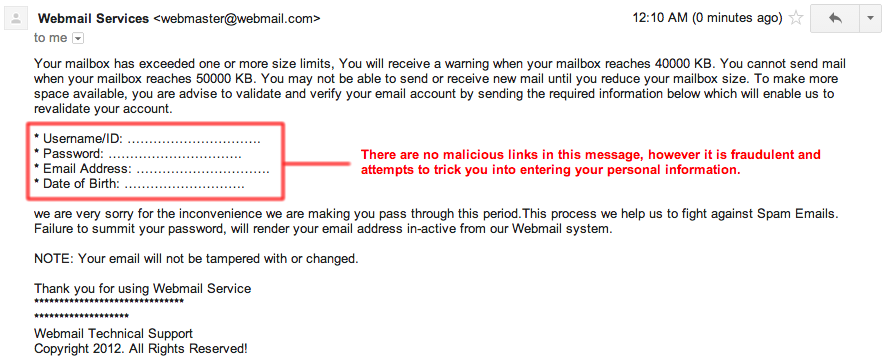 Webmail Services <webmaster@webmail.com> 12:10 AM (0 minutes ago)
to me
Your mailbox has exceeded one or more size limits, You will receive a warning when your mailbox reaches 40000 KB. You cannot send mail
when your mailbox reaches 50000 KB. You may not be able to send or receive new mail until you reduce your mailbox size. To make more
space available, you are advise to validate and verify your email account by sending the required information below which will enable us to
revalidate your account.
* Username/ID: ………………………….
* Password: ………………………….
* Email Address: ………………………….
* Date of Birth: ……………………….
There are no malicious links in this message, however it is fraudulent and
attempts to trick you into entering your personal information.
we are very sorry for the inconvenience we are making you pass through this period.This process we help us to fight against Spam Emails.
Failure to summit your password, will render your email address in-active from our Webmail system.
NOTE: Your email will not be tampered with or changed.
Thank you for using Webmail Service
******************************
*******************
Webmail Technical Support
Copyright 2012. All Rights Reserved!